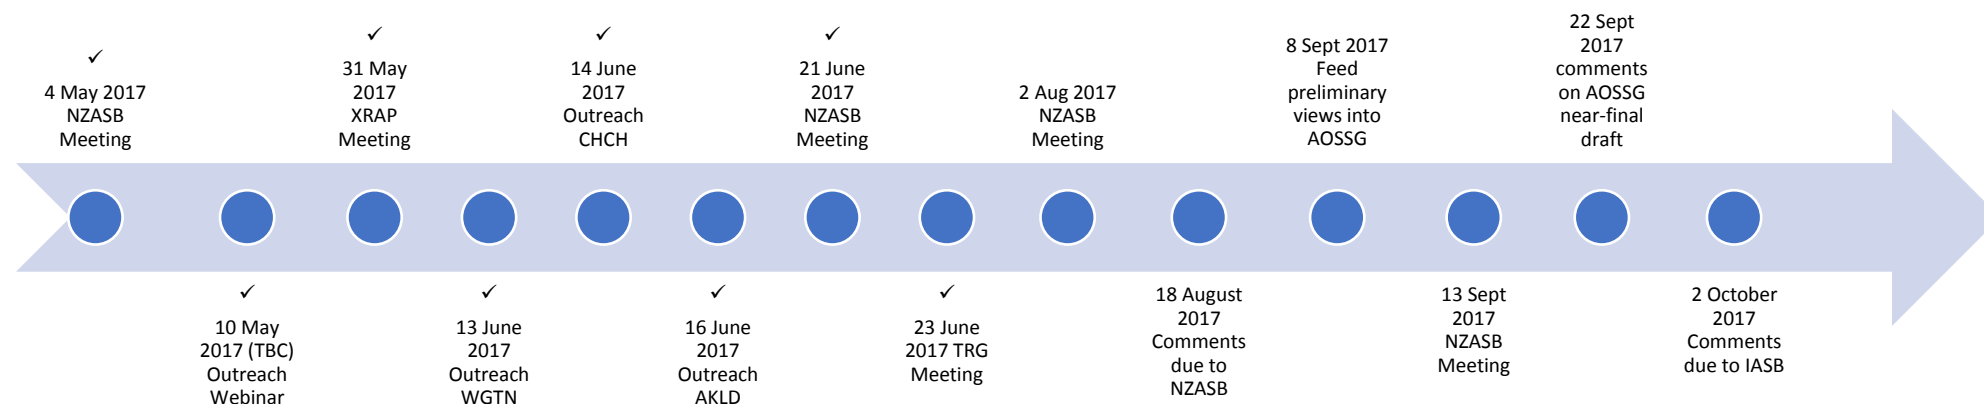 ✓
4 May 2017
NZASB
Meeting
✓
10 May
2017 (TBC)
Outreach
Webinar
✓
31 May
2017
XRAP
Meeting
✓
13 June
2017
Outreach
WGTN
✓
14 June
2017
Outreach
CHCH
✓
16 June
2017
Outreach
AKLD
✓
21 June
2017
NZASB
Meeting
✓
23 June
2017 TRG
Meeting
2 Aug 2017
NZASB
Meeting
18 August
2017
Comments
due to
NZASB
8 Sept 2017
Feed
preliminary
views into
AOSSG
13 Sept
2017
NZASB
Meeting
22 Sept
2017
comments
on AOSSG
near-final
draft
2 October
2017
Comments
due to IASB